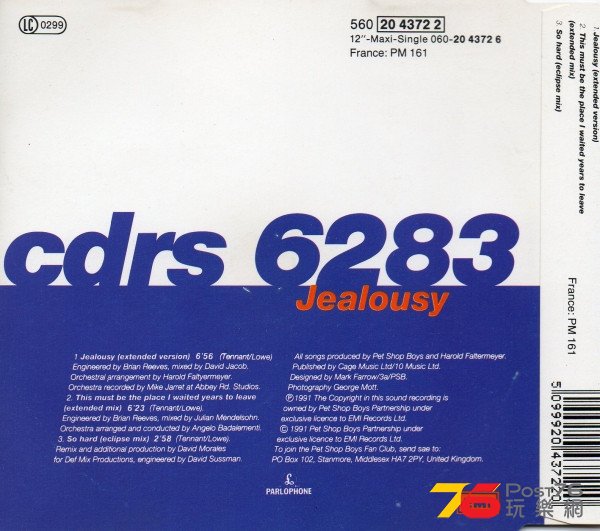 LC 0299
560 20 4372 2
12"-Maxi-Single 060-20 4372 6
France: PM 161
cdrs 6283
Jealousy
1 Jealousy (extended version) 6'56 (Tennant/Lowe)
Engineered by Brian Reeves, mixed by David Jacob.
Orchestral arrangement by Harold Faltyermeyer.
Orchestra recorded by Mike Jarret at Abbey Rd. Studios.
2. This must be the place I waited years to leave
(extended mix) 6'23 (Tennant/Lowe).
Engineered by Brian Reeves, mixed by Julian Mendelsohn.
Orchestra arranged and conducted by Angelo Badalementi.
3. So hard (eclipse mix) 2'58 (Tennant/Lowe).
Remix and additional production by David Morales
for Def Mix Productions, engineered by David Sussman.
All songs produced by Pet Shop Boys and Harold Faltermeyer.
Published by Cage Music Ltd/10 Music Ltd.
Designed by Mark Farrow/3a/PSB.
Photography George Mott.
Ⓟ 1991 The Copyright in this sound recording is
owned by Pet Shop Boys Partnership under
exclusive licence to EMI Records Ltd.
© 1991 Pet Shop Boys Partnership under
exclusive licence to EMI Records Ltd.
To join the Pet Shop Boys Fan Club, send sae to:
PO Box 102, Stanmore, Middlesex HA7 2PY, United Kingdom.
PARLOPHONE
1 Jealousy (extended version)
2 This must be the place I waited years to leave
(extended mix)
3. So hard (eclipse mix)
France: PM 161
5 099920 4372
Post76
玩樂網